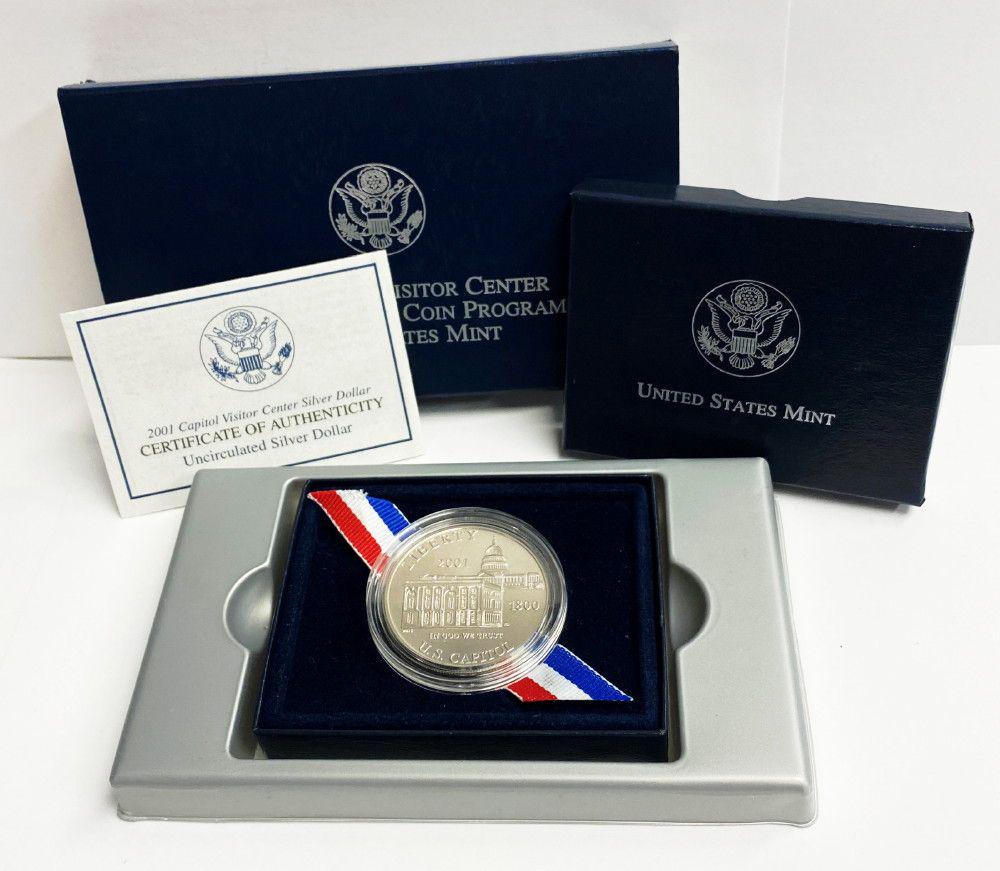 ISITOR CENTER
COIN PROGRAM
TES MINT
UNITED STATES MINT
2001 Capitol Visitor Center Silver Dollar
CERTIFICATE OF AUTHENTICITY
Uncirculated Silver Dollar
LIBERTY
2001
1800
IN GOD WE TRUST
U.S. CAPITOL